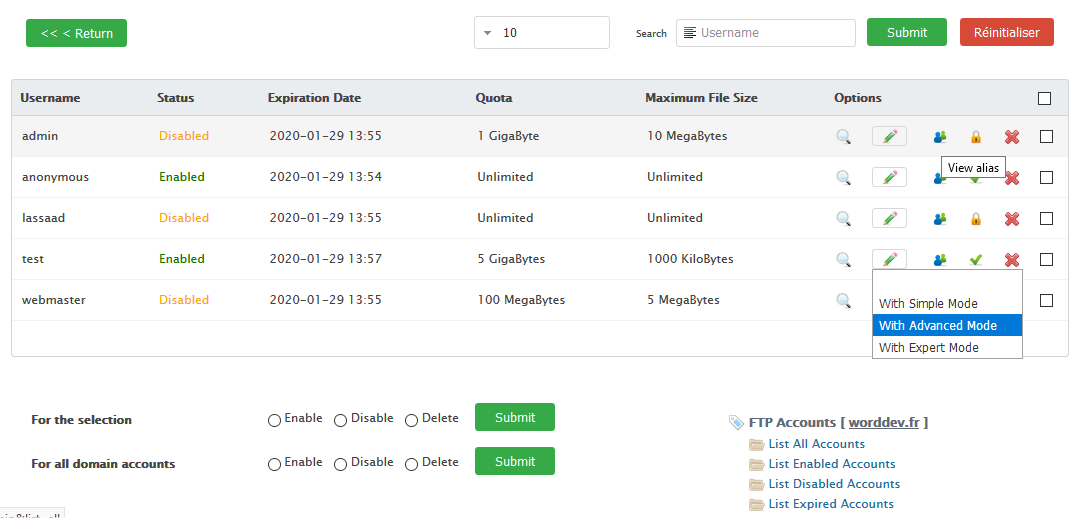 << < Return
10
Search
Username
Submit
Réinitialiser
Username Status Expiration Date Quota Maximum File Size Options
admin Disabled 2020-01-29 13:55 1 GigaByte 10 MegaBytes
View alias
anonymous Enabled 2020-01-29 13:54 Unlimited Unlimited
lassaad Disabled 2020-01-29 13:55 Unlimited Unlimited
test Enabled 2020-01-29 13:57 5 GigaBytes 1000 KiloBytes
webmaster Disabled 2020-01-29 13:55 100 MegaBytes 5 MegaBytes
With Simple Mode
With Advanced Mode
With Expert Mode
For the selection Enable Disable Delete Submit
For all domain accounts Enable Disable Delete Submit
FTP Accounts [ worddev.fr ]
List All Accounts
List Enabled Accounts
List Disabled Accounts
List Expired Accounts